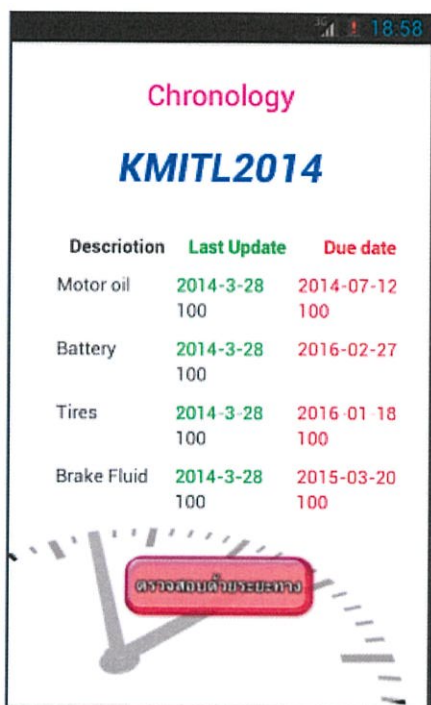 3G 18:58
Chronology
KMITL2014
Descriotion Last Update Due date
Motor oil 2014-3-28 2014-07-12
100 100
Battery 2014-3-28 2016-02-27
100
Tires 2014-3-28 2016-01-18
100 100
Brake Fluid 2014-3-28 2015-03-20
100 100
ตรวจสอบด้วยระยะทาง